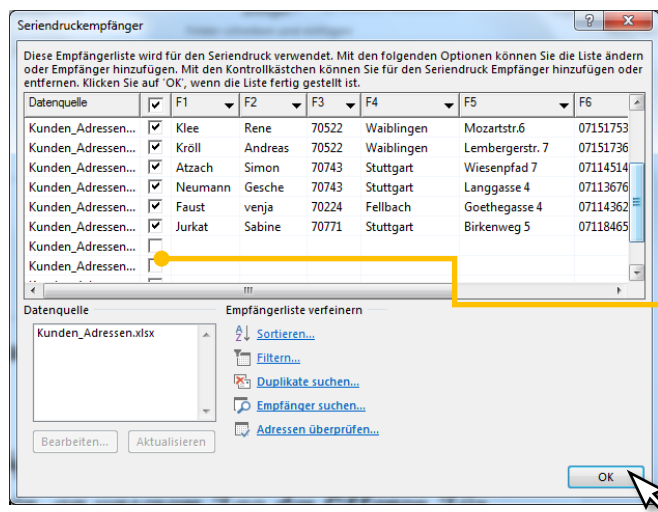 Seriendruckempfänger
Diese Empfängerliste wird für den Seriendruck verwendet. Mit den folgenden Optionen können Sie die Liste ändern
oder Empfänger hinzufügen. Mit den Kontrollkästchen können Sie für den Seriendruck Empfänger hinzufügen oder
entfernen. Klicken Sie auf 'OK', wenn die Liste fertig gestellt ist.
Datenquelle F1 F2 F3 F4 F5 F6
Kunden_Adressen... Klee Rene 70522 Waiblingen Mozartstr.6 07151753
Kunden_Adressen... Kröll Andreas 70522 Waiblingen Lembergerstr. 7 07151736
Kunden_Adressen... Atzach Simon 70743 Stuttgart Wiesenpfad 7 07114514
Kunden_Adressen... Neumann Gesche 70743 Stuttgart Langgasse 4 07113676
Kunden_Adressen... Faust venja 70224 Fellbach Goethegasse 4 07114362
Kunden_Adressen... Jurkat Sabine 70771 Stuttgart Birkenweg 5 07118465
Kunden_Adressen...
Kunden_Adressen...
Datenquelle Empfängerliste verfeinern
Kunden_Adressen.xlsx
Sortieren...
Filtern...
Duplikate suchen...
Empfänger suchen...
Adressen überprüfen...
Bearbeiten... Aktualisieren
OK